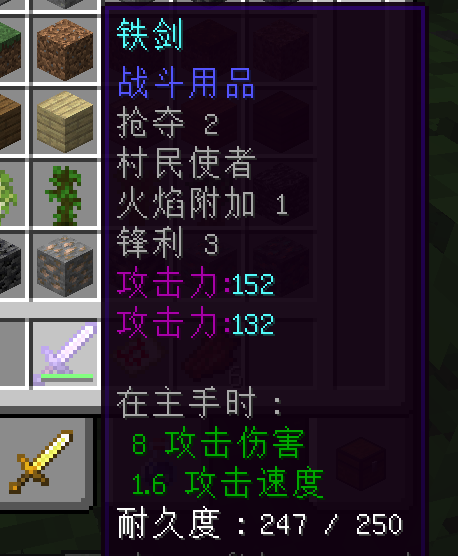 铁剑
战斗用品
抢夺 2
村民使者
火焰附加 1
锋利 3
攻击力:152
攻击力:132
在主手时：
8 攻击伤害
1.6 攻击速度
耐久度：247 / 250